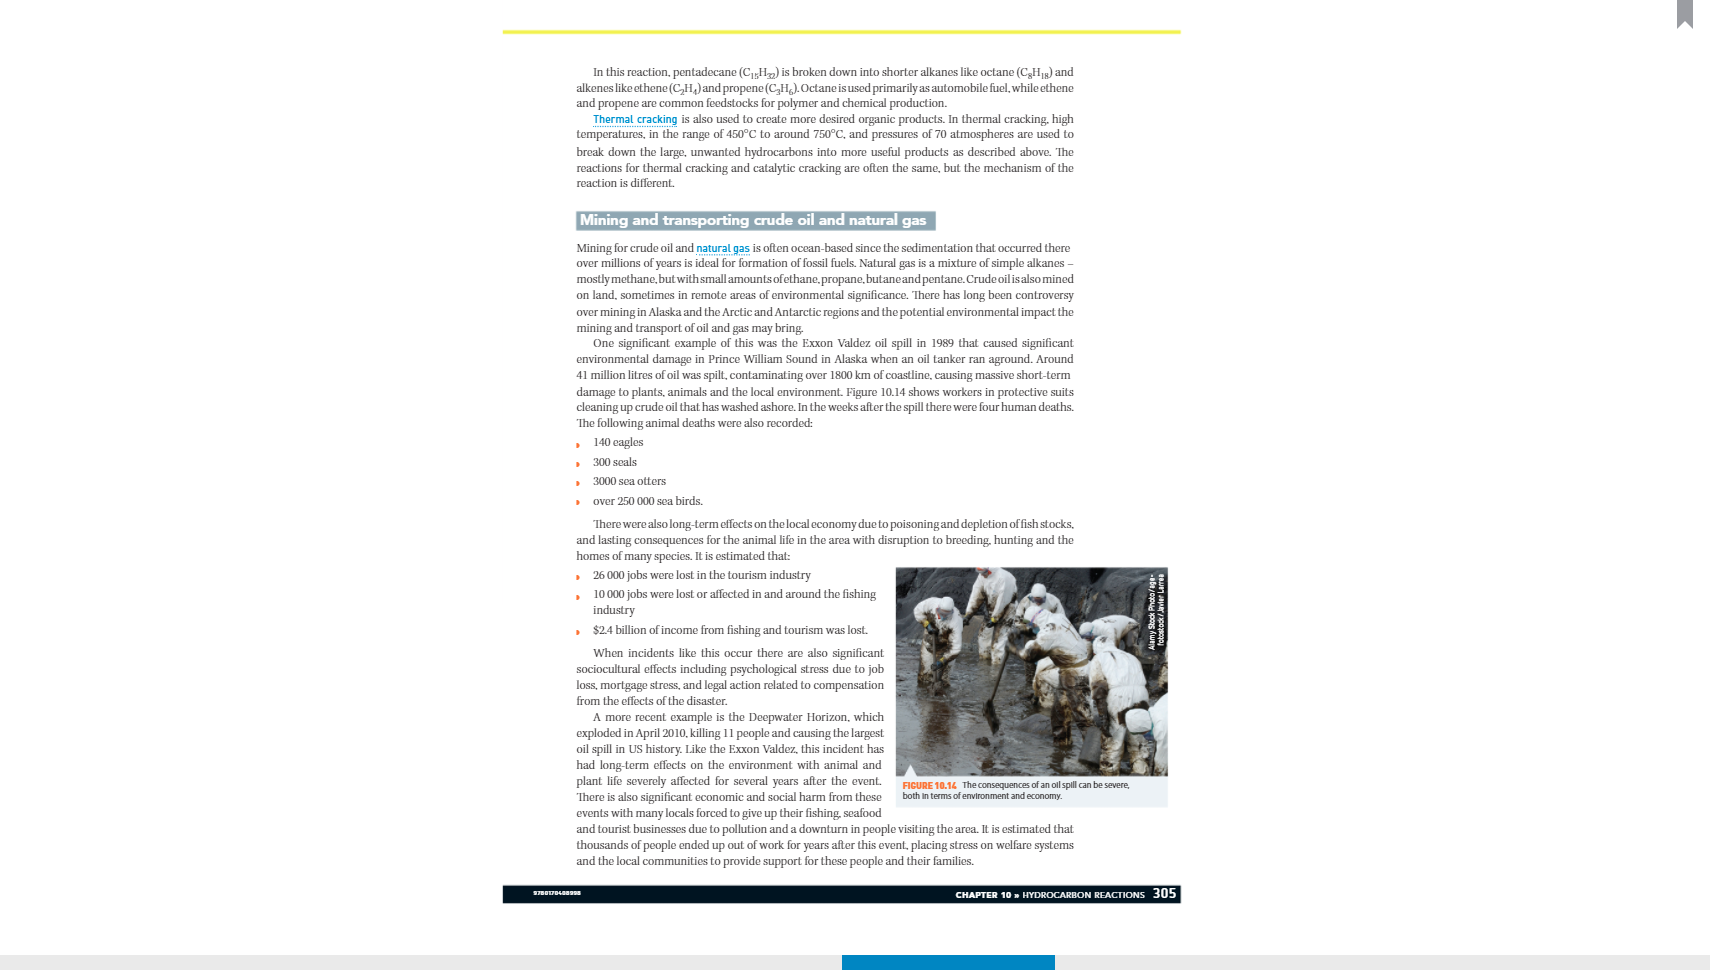 In this reaction, pentadecane (C₁₅H₃₂) is broken down into shorter alkanes like octane (C₈H₁₈) and
alkenes like ethene (C₂H₄) and propene (C₃H₆). Octane is used primarily as automobile fuel, while ethene
and propene are common feedstocks for polymer and chemical production.
Thermal cracking is also used to create more desired organic products. In thermal cracking, high
temperatures, in the range of 450°C to around 750°C, and pressures of 70 atmospheres are used to
break down the large, unwanted hydrocarbons into more useful products as described above. The
reactions for thermal cracking and catalytic cracking are often the same, but the mechanism of the
reaction is different.
Mining and transporting crude oil and natural gas
Mining for crude oil and natural gas is often ocean-based since the sedimentation that occurred there
over millions of years is ideal for formation of fossil fuels. Natural gas is a mixture of simple alkanes –
mostly methane, but with small amounts of ethane, propane, butane and pentane. Crude oil is also mined
on land, sometimes in remote areas of environmental significance. There has long been controversy
over mining in Alaska and the Arctic and Antarctic regions and the potential environmental impact the
mining and transport of oil and gas may bring.
One significant example of this was the Exxon Valdez oil spill in 1989 that caused significant
environmental damage in Prince William Sound in Alaska when an oil tanker ran aground. Around
41 million litres of oil was spilt, contaminating over 1800 km of coastline, causing massive short-term
damage to plants, animals and the local environment. Figure 10.14 shows workers in protective suits
cleaning up crude oil that has washed ashore. In the weeks after the spill there were four human deaths.
The following animal deaths were also recorded:
140 eagles
300 seals
3000 sea otters
over 250 000 sea birds.
There were also long-term effects on the local economy due to poisoning and depletion of fish stocks,
and lasting consequences for the animal life in the area with disruption to breeding, hunting and the
homes of many species. It is estimated that:
26 000 jobs were lost in the tourism industry
10 000 jobs were lost or affected in and around the fishing
industry
$2.4 billion of income from fishing and tourism was lost.
When incidents like this occur there are also significant
sociocultural effects including psychological stress due to job
loss, mortgage stress, and legal action related to compensation
from the effects of the disaster.
A more recent example is the Deepwater Horizon, which
exploded in April 2010, killing 11 people and causing the largest
oil spill in US history. Like the Exxon Valdez, this incident has
had long-term effects on the environment with animal and
plant life severely affected for several years after the event.
There is also significant economic and social harm from these
events with many locals forced to give up their fishing, seafood
and tourist businesses due to pollution and a downturn in people visiting the area. It is estimated that
thousands of people ended up out of work for years after this event, placing stress on welfare systems
and the local communities to provide support for these people and their families.
Alamy Stock Photo/age-
fotostock/Javier Larrea
FIGURE 10.14 The consequences of an oil spill can be severe,
both in terms of environment and economy.
9780170408998
CHAPTER 10 » HYDROCARBON REACTIONS 305